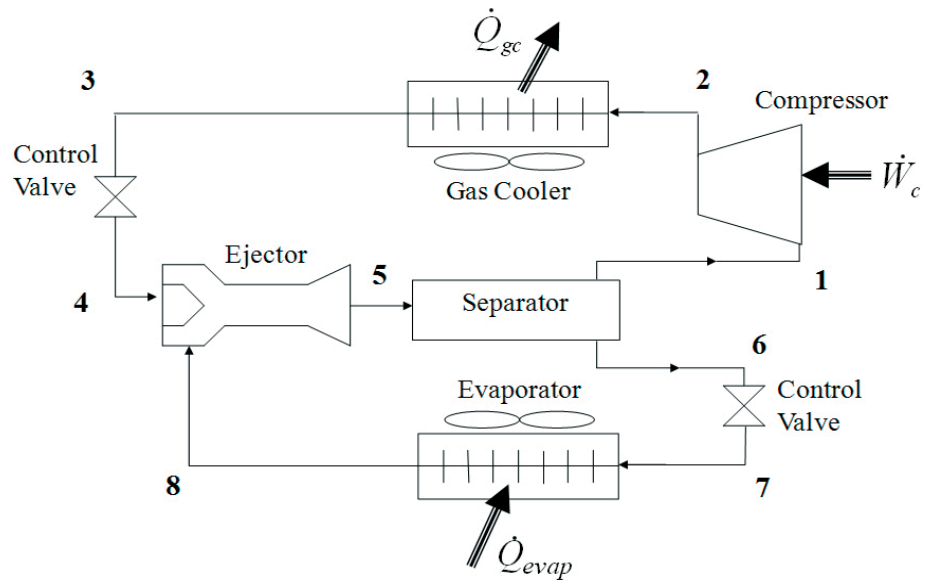 Q̇gc
3
2
Compressor
Control
Valve
Gas Cooler
Ẇc
Ejector
5
4
Separator
1
6
Evaporator
Control
Valve
8
7
Q̇evap